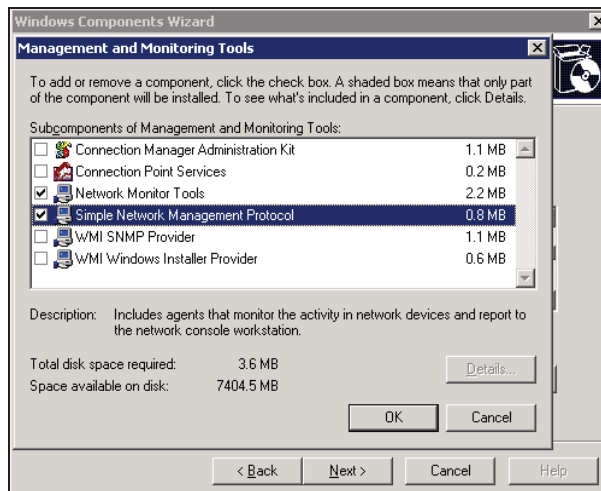 Windows Components Wizard
Management and Monitoring Tools
To add or remove a component, click the check box. A shaded box means that only part
of the component will be installed. To see what's included in a component, click Details.
Subcomponents of Management and Monitoring Tools:
Connection Manager Administration Kit 1.1 MB
Connection Point Services 0.2 MB
Network Monitor Tools 2.2 MB
Simple Network Management Protocol 0.8 MB
WMI SNMP Provider 1.1 MB
WMI Windows Installer Provider 0.6 MB
Description: Includes agents that monitor the activity in network devices and report to
the network console workstation.
Total disk space required: 3.6 MB
Space available on disk: 7404.5 MB
Details...
OK Cancel
< Back Next > Cancel Help